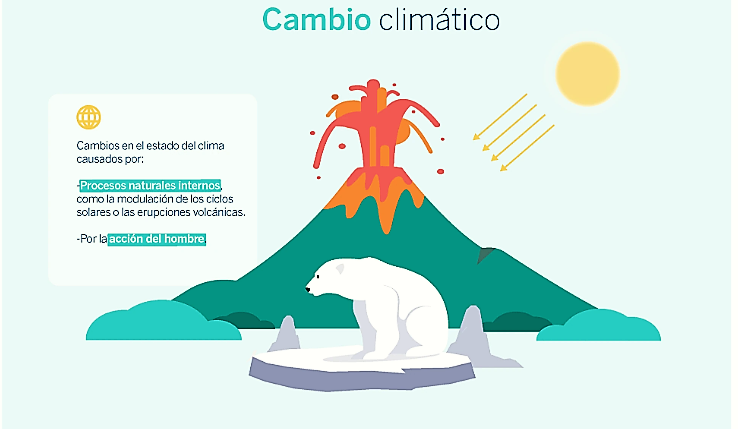 Cambio climático
Cambios en el estado del clima
causados por:
-Procesos naturales internos,
como la modulación de los ciclos
solares o las erupciones volcánicas.
-Por la acción del hombre.